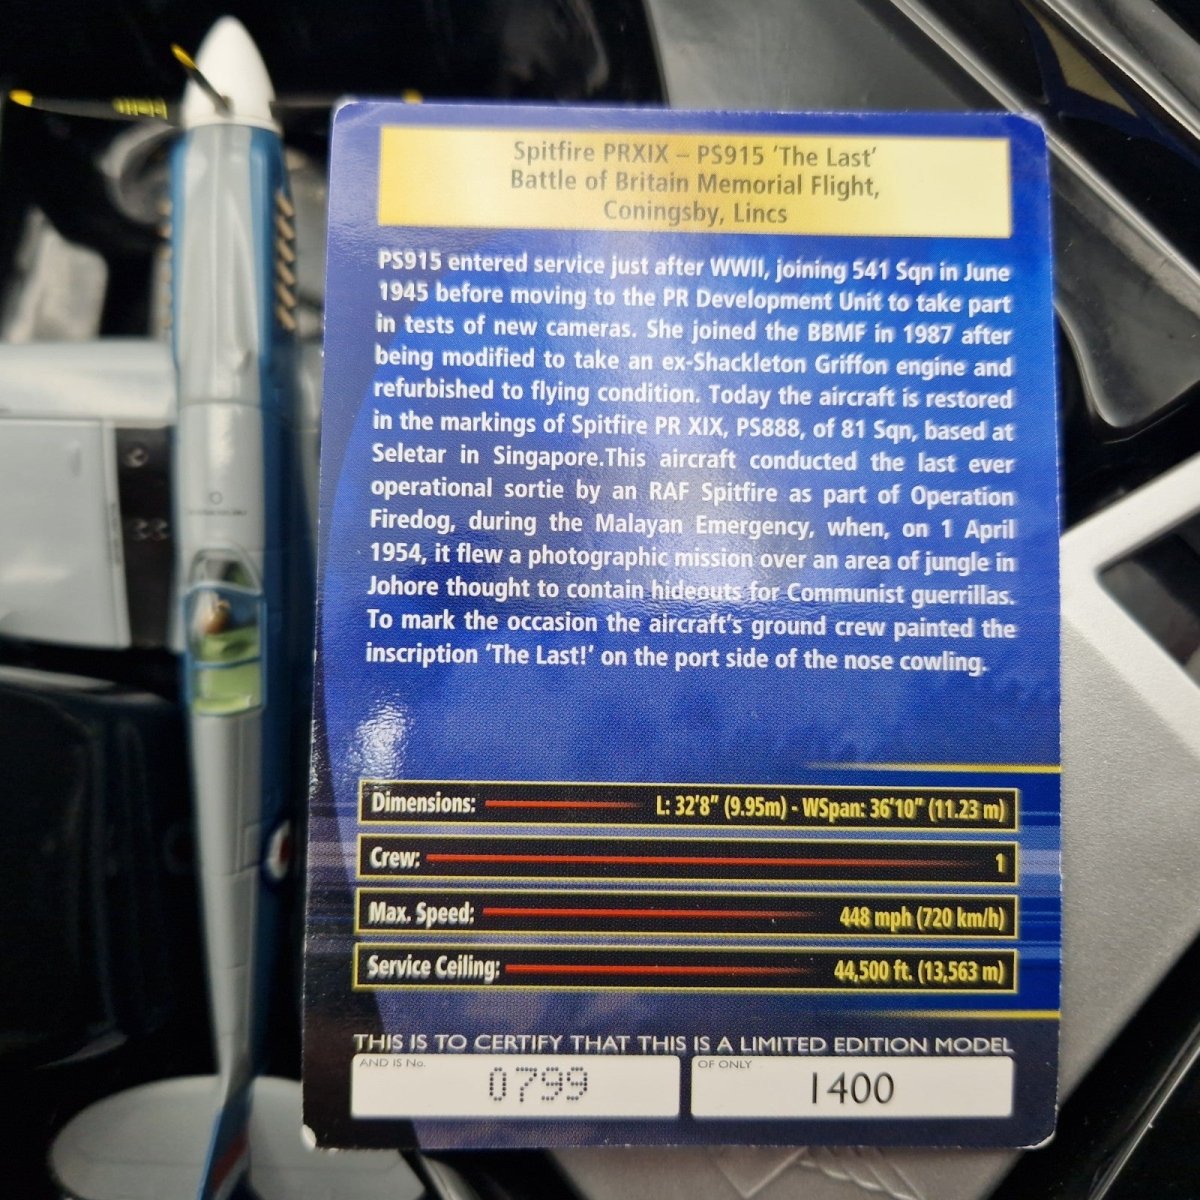 Spitfire PRXIX – PS915 ‘The Last’
Battle of Britain Memorial Flight,
Coningsby, Lincs
PS915 entered service just after WWII, joining 541 Sqn in June
1945 before moving to the PR Development Unit to take part
in tests of new cameras. She joined the BBMF in 1987 after
being modified to take an ex-Shackleton Griffon engine and
refurbished to flying condition. Today the aircraft is restored
in the markings of Spitfire PR XIX, PS888, of 81 Sqn, based at
Seletar in Singapore.This aircraft conducted the last ever
operational sortie by an RAF Spitfire as part of Operation
Firedog, during the Malayan Emergency, when, on 1 April
1954, it flew a photographic mission over an area of jungle in
Johore thought to contain hideouts for Communist guerrillas.
To mark the occasion the aircraft’s ground crew painted the
inscription ‘The Last!’ on the port side of the nose cowling.
Dimensions: L: 32’8” (9.95m) - WSpan: 36’10” (11.23 m)
Crew: 1
Max. Speed: 448 mph (720 km/h)
Service Ceiling: 44,500 ft. (13,563 m)
THIS IS TO CERTIFY THAT THIS IS A LIMITED EDITION MODEL
AND IS No. 0799 OF ONLY 1400